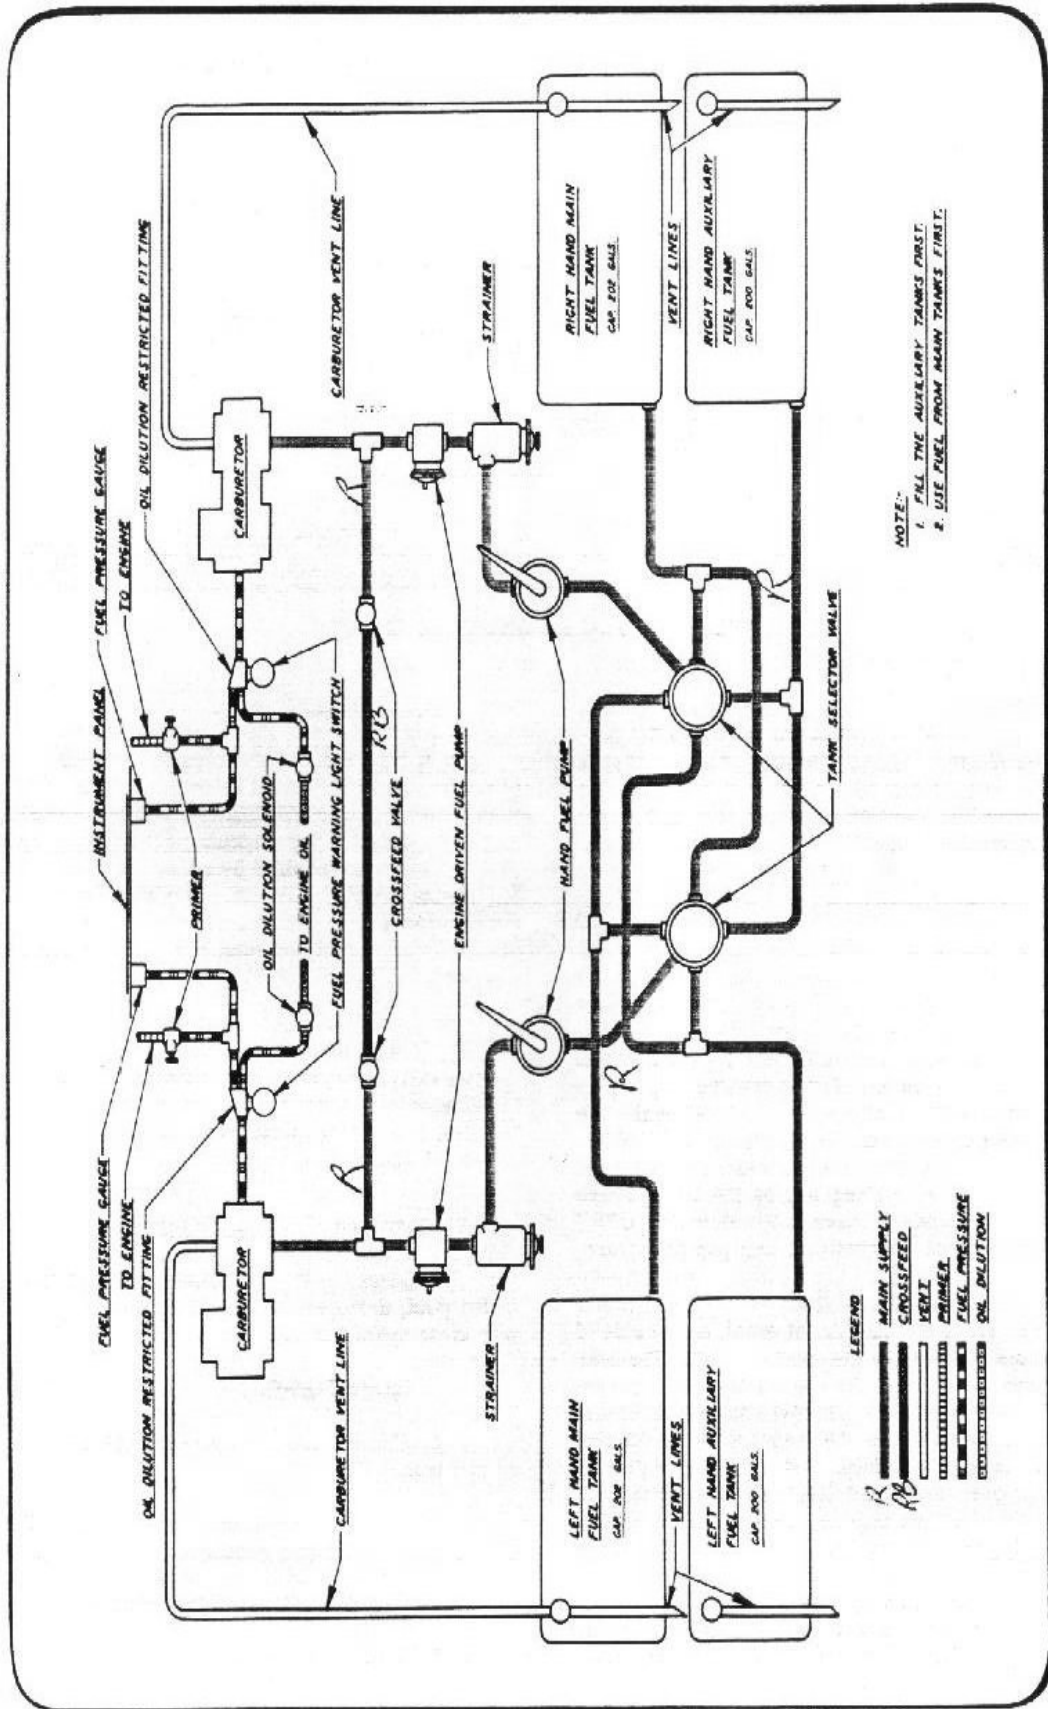 INSTRUMENT PANEL
FUEL PRESSURE GAUGE
TO ENGINE
OIL DILUTION RESTRICTED FITTING
CARBURETOR
CARBURETOR VENT LINE
FUEL PRESSURE GAUGE
TO ENGINE
OIL DILUTION RESTRICTED FITTING
CARBURETOR
CARBURETOR VENT LINE
PRIMER
OIL DILUTION SOLENOID
TO ENGINE OIL
FUEL PRESSURE WARNING LIGHT SWITCH
R
RB
R
CROSSFEED VALVE
ENGINE DRIVEN FUEL PUMP
STRAINER
STRAINER
HAND FUEL PUMP
R
R
TANK SELECTOR VALVE
LEFT HAND MAIN
FUEL TANK
CAP. 202 GALS.
VENT LINES
LEFT HAND AUXILIARY
FUEL TANK
CAP. 200 GALS.
RIGHT HAND MAIN
FUEL TANK
CAP. 202 GALS.
VENT LINES
RIGHT HAND AUXILIARY
FUEL TANK
CAP. 200 GALS.
LEGEND
R MAIN SUPPLY
RB CROSSFEED
VENT
PRIMER
FUEL PRESSURE
OIL DILUTION
NOTE:-
1. FILL THE AUXILIARY TANKS FIRST.
2. USE FUEL FROM MAIN TANKS FIRST.